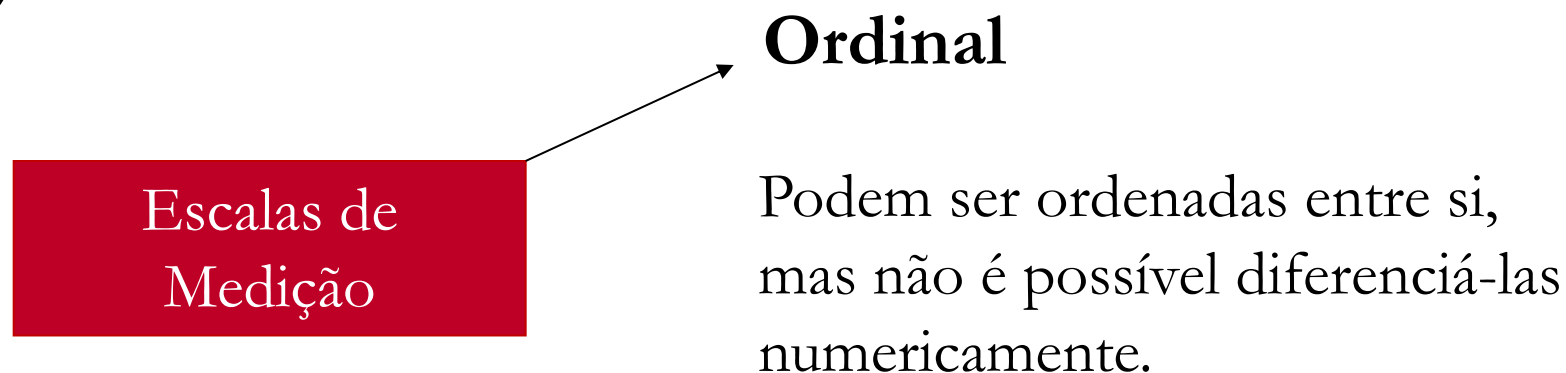 Ordinal
Escalas de
Medição
Podem ser ordenadas entre si,
mas não é possível diferenciá-las
numericamente.